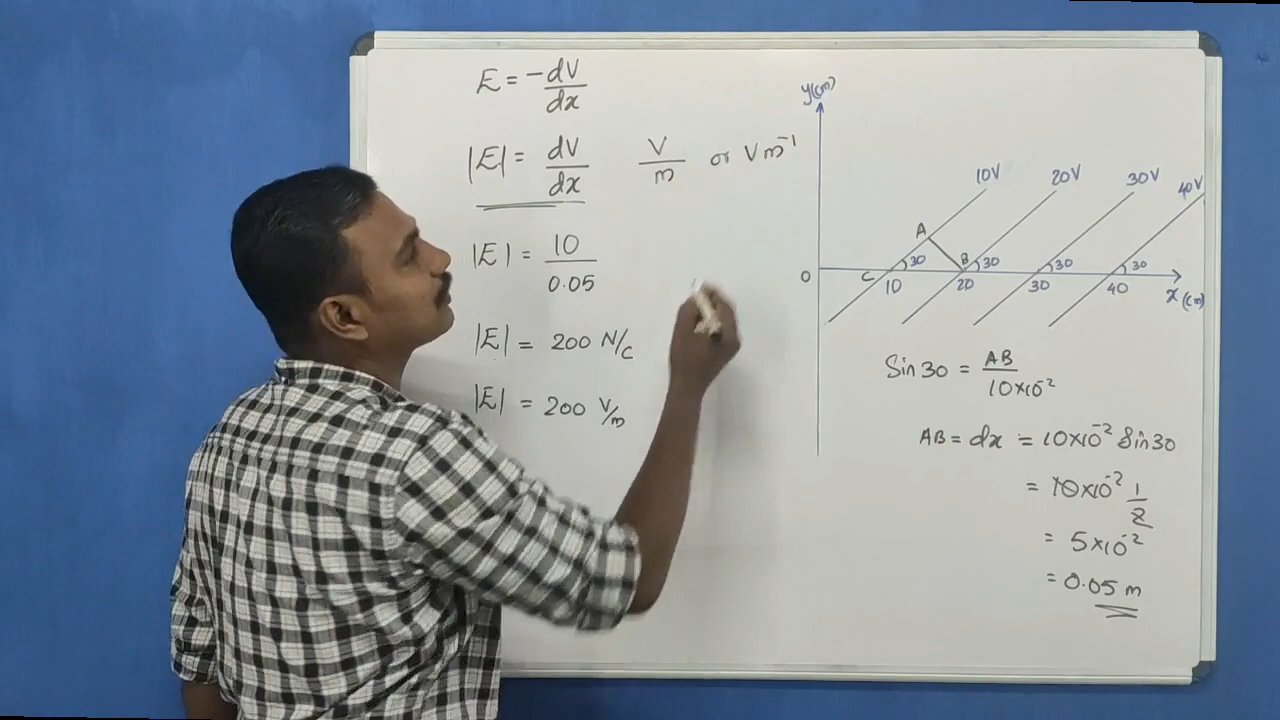 E = -dV/dx
|E| = dV/dx V/m or Vm⁻¹
|E| = 10/0.05
|E| = 200 N/C
|E| = 200 V/m
y(cm)
10V 20V 30V 40V
A
B
C
30 30 30 30
0
10 20 30 40
x(cm)
Sin30 = AB/10×10⁻²
AB = dx = 10×10⁻² Sin30
= 10×10⁻² 1/2
= 5×10⁻²
= 0.05 m